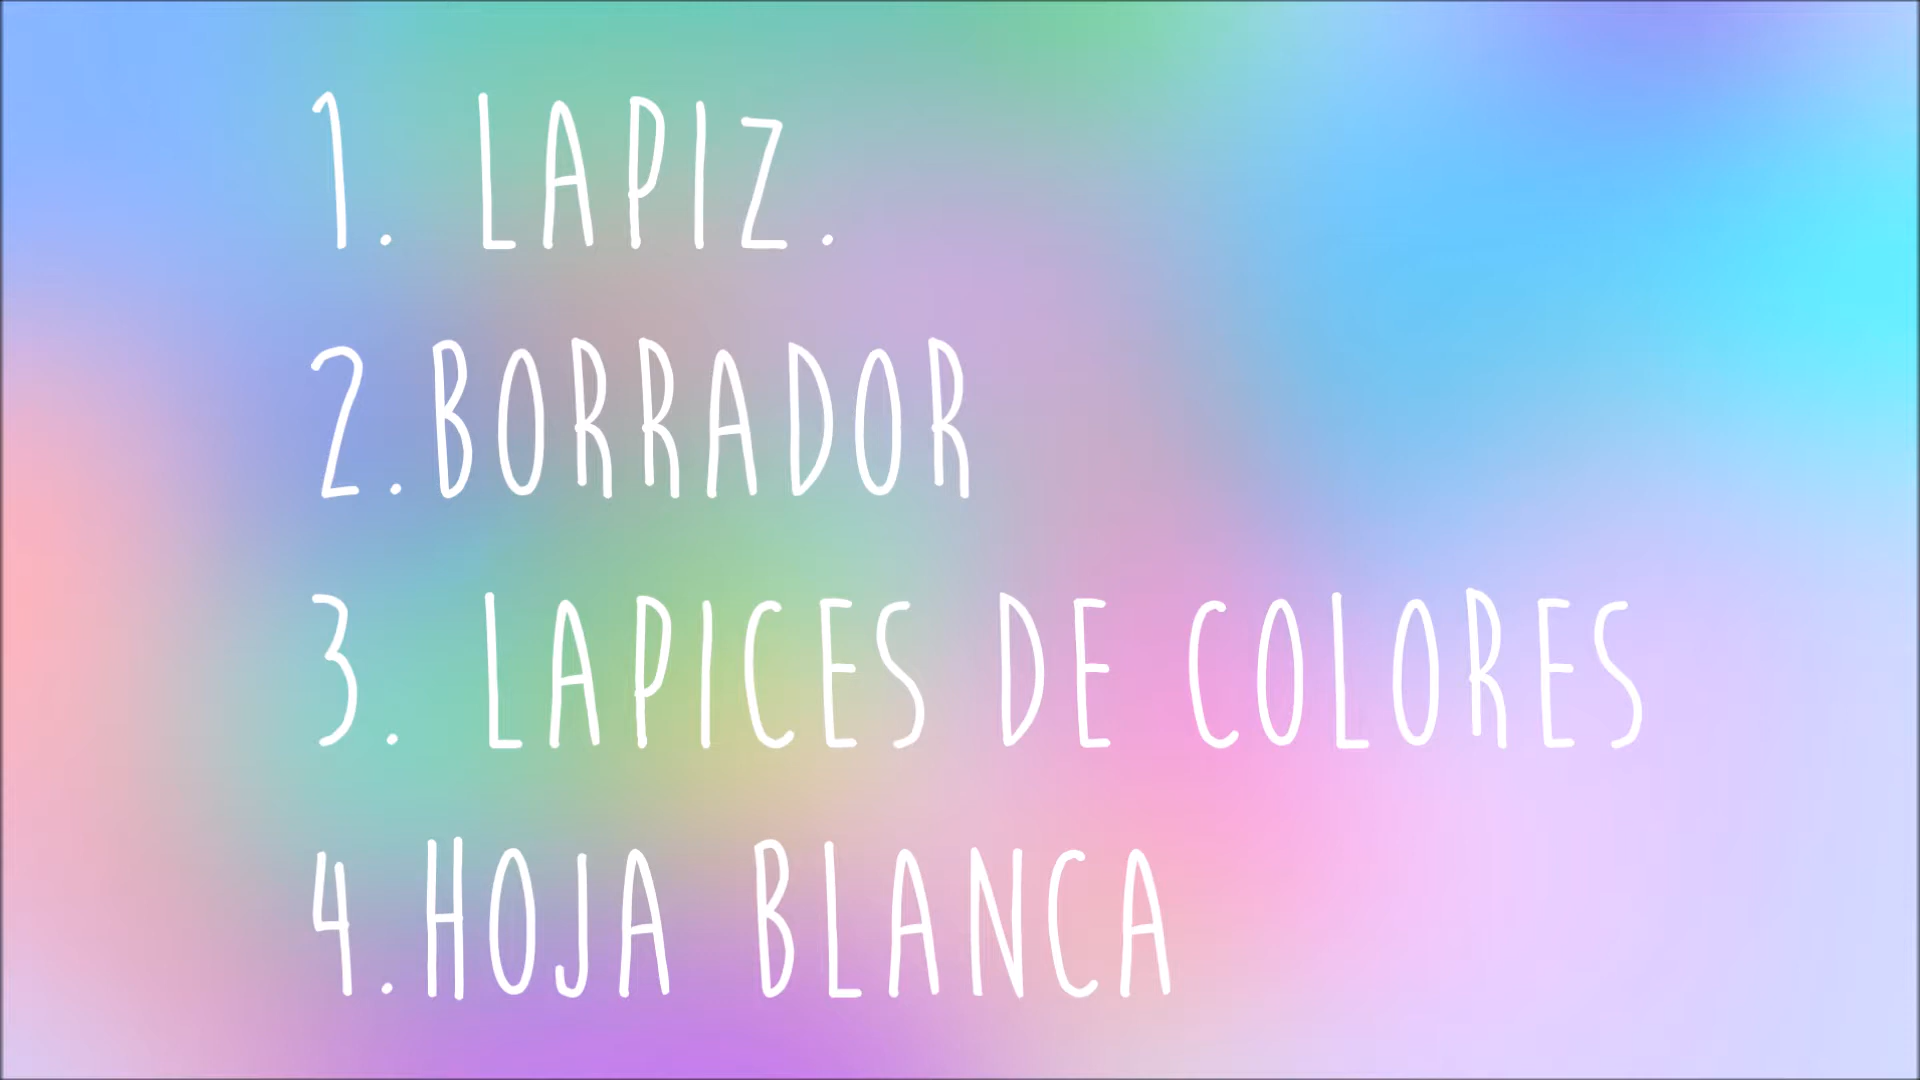 1. LAPIZ.
2.BORRADOR
3. LAPICES DE COLORES
4.HOJA BLANCA